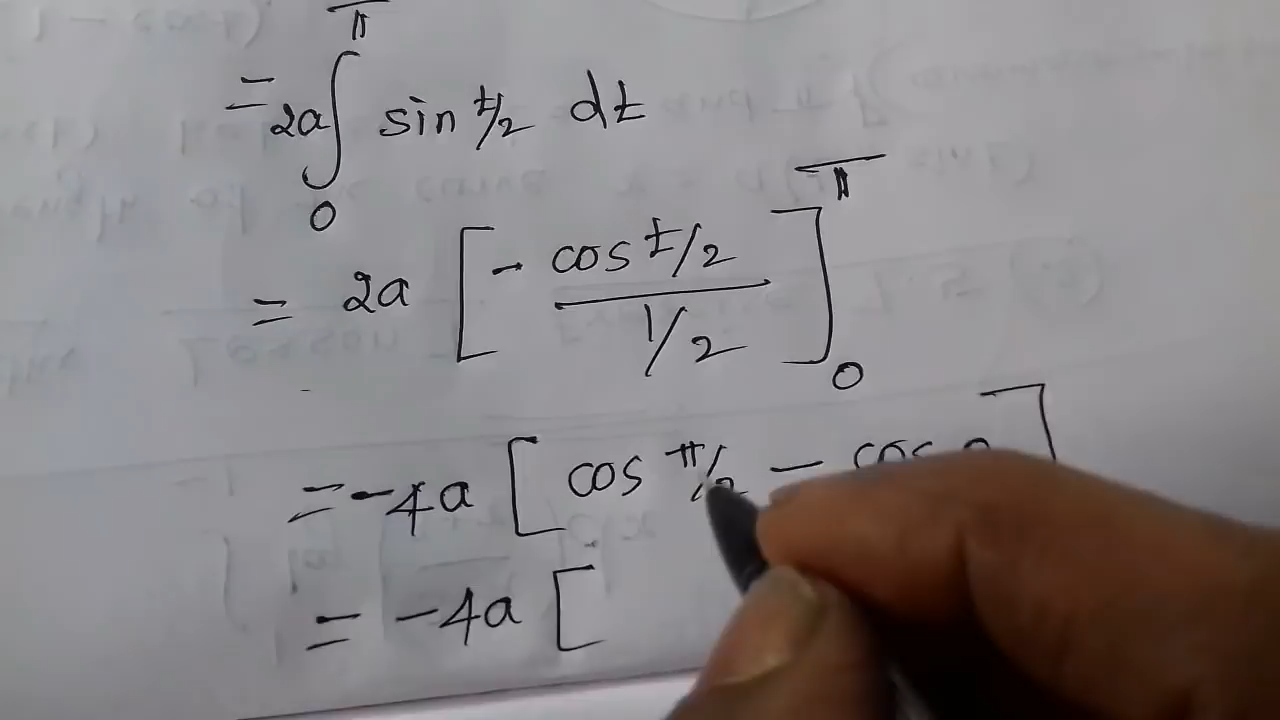 = 2a ∫₀^π sin t/2 dt
= 2a [ - cos t/2 / 1/2 ]₀^π
= -4a [ cos π/2 - cos 0 ]
= -4a [